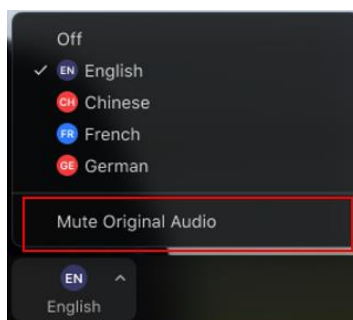 Off
EN English
CH Chinese
FR French
GE German
Mute Original Audio
EN
English